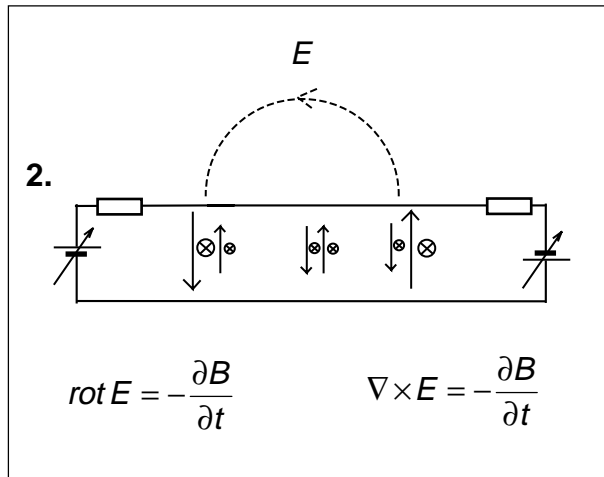 E
2.
rot E = −∂B/∂t ∇ × E = −∂B/∂t